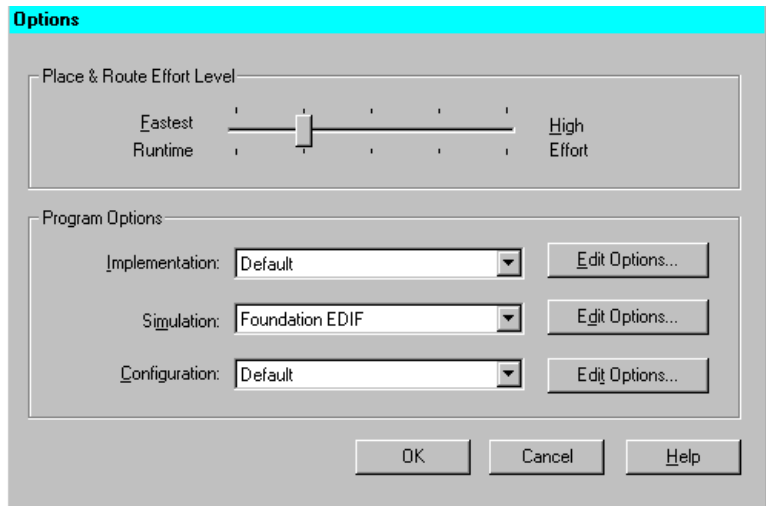 Options
Place & Route Effort Level
Fastest
Runtime
High
Effort
Program Options
Implementation: Default Edit Options...
Simulation: Foundation EDIF Edit Options...
Configuration: Default Edit Options...
OK Cancel Help